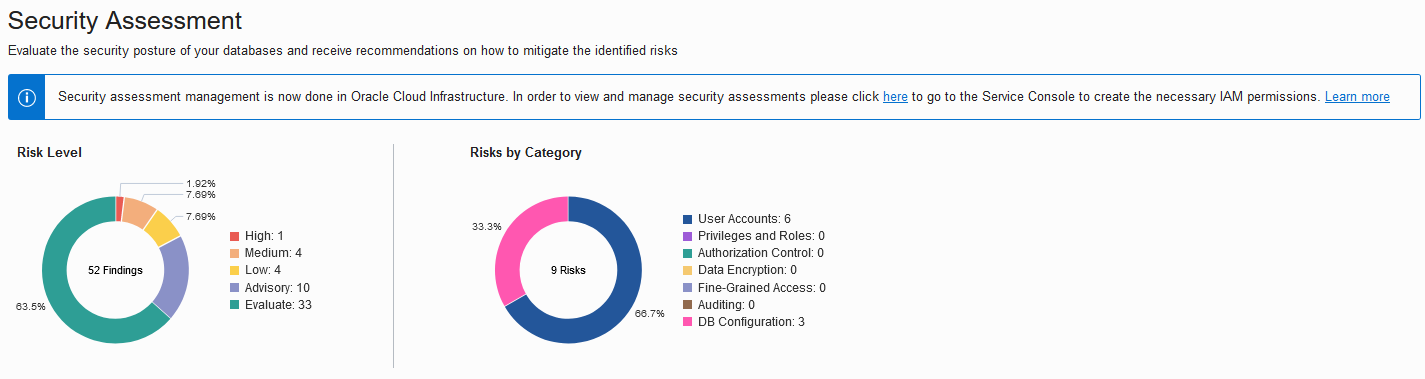 Security Assessment
Evaluate the security posture of your databases and receive recommendations on how to mitigate the identified risks
Security assessment management is now done in Oracle Cloud Infrastructure. In order to view and manage security assessments please click here to go to the Service Console to create the necessary IAM permissions. Learn more
Risk Level
1.92%
7.69%
7.69%
63.5%
52 Findings
High: 1
Medium: 4
Low: 4
Advisory: 10
Evaluate: 33
Risks by Category
33.3%
66.7%
9 Risks
User Accounts: 6
Privileges and Roles: 0
Authorization Control: 0
Data Encryption: 0
Fine-Grained Access: 0
Auditing: 0
DB Configuration: 3